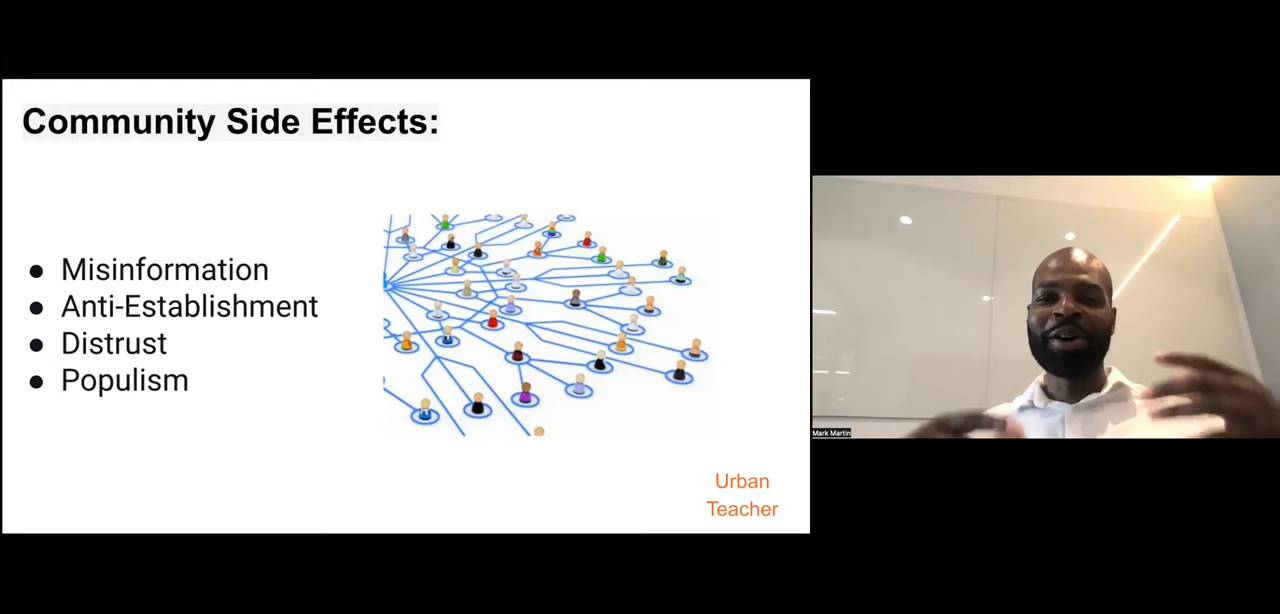 Community Side Effects:
● Misinformation
● Anti-Establishment
● Distrust
● Populism
Urban
Teacher
Mark Martin